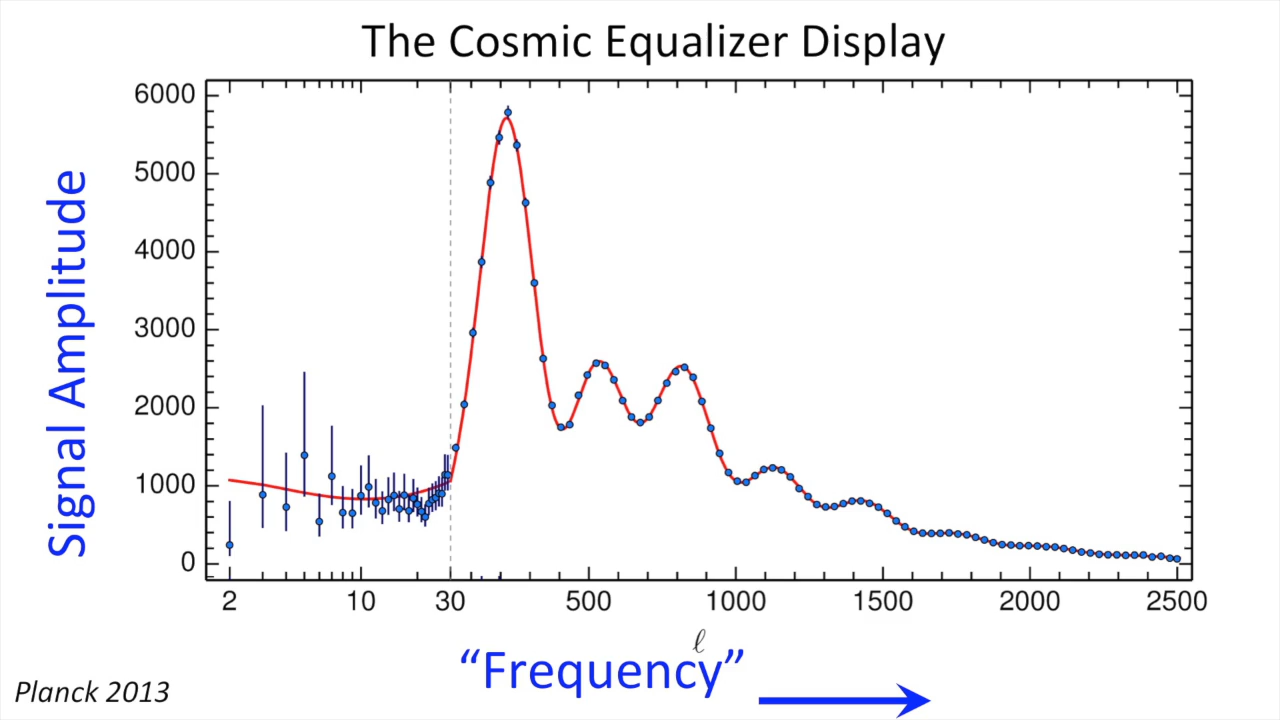 The Cosmic Equalizer Display
6000
5000
4000
3000
2000
1000
0
Signal Amplitude
2 10 30 500 1000 1500 2000 2500
ℓ
“Frequency”
Planck 2013